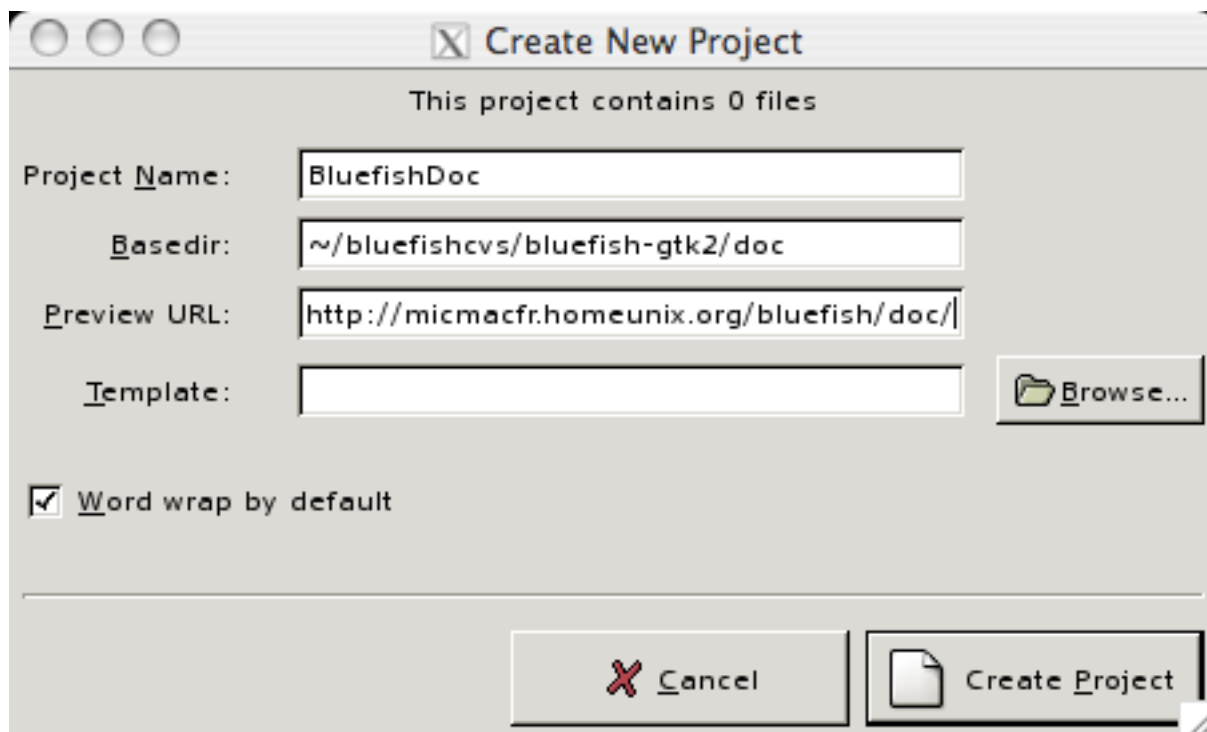 Create New Project
This project contains 0 files
Project Name: BluefishDoc
Basedir: ~/bluefishcvs/bluefish-gtk2/doc
Preview URL: http://micmacfr.homeunix.org/bluefish/doc/
Template: Browse...
Word wrap by default
Cancel Create Project